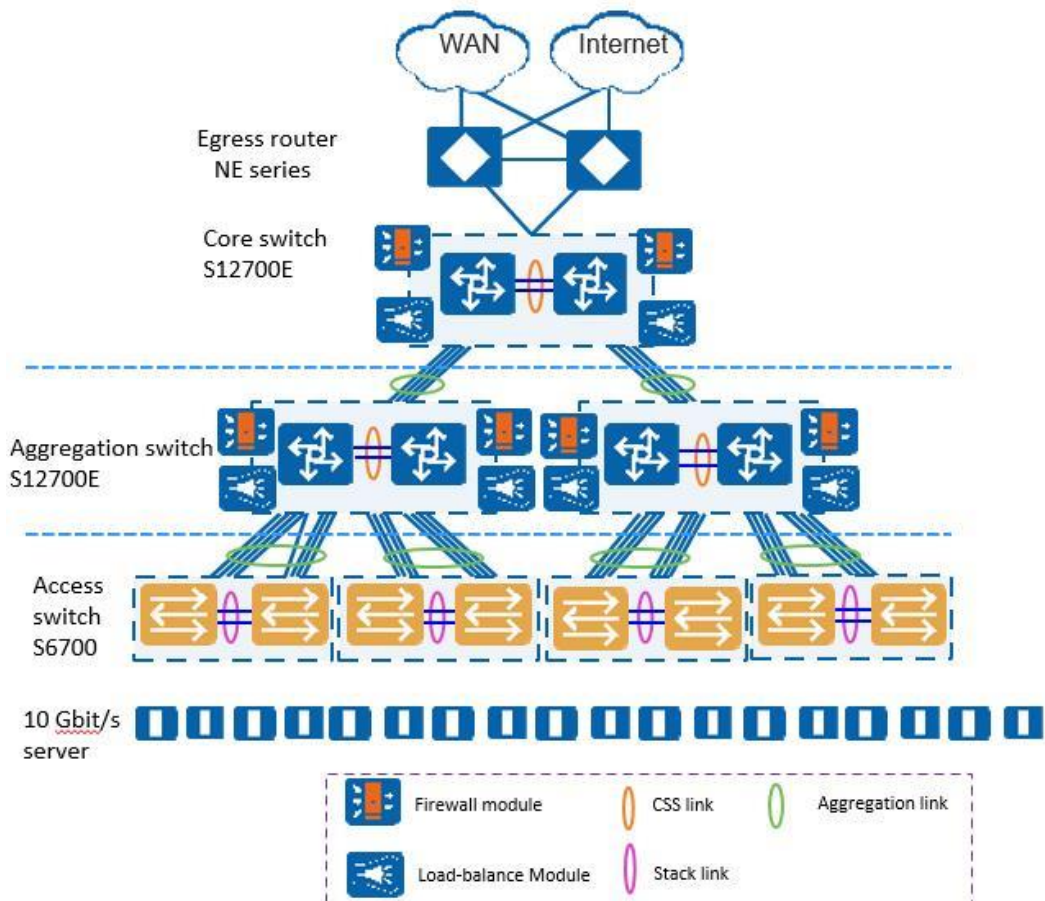 WAN
Internet
Egress router
NE series
Core switch
S12700E
Aggregation switch
S12700E
Access
switch
S6700
10 Gbit/s
server
Firewall module
CSS link
Aggregation link
Load-balance Module
Stack link